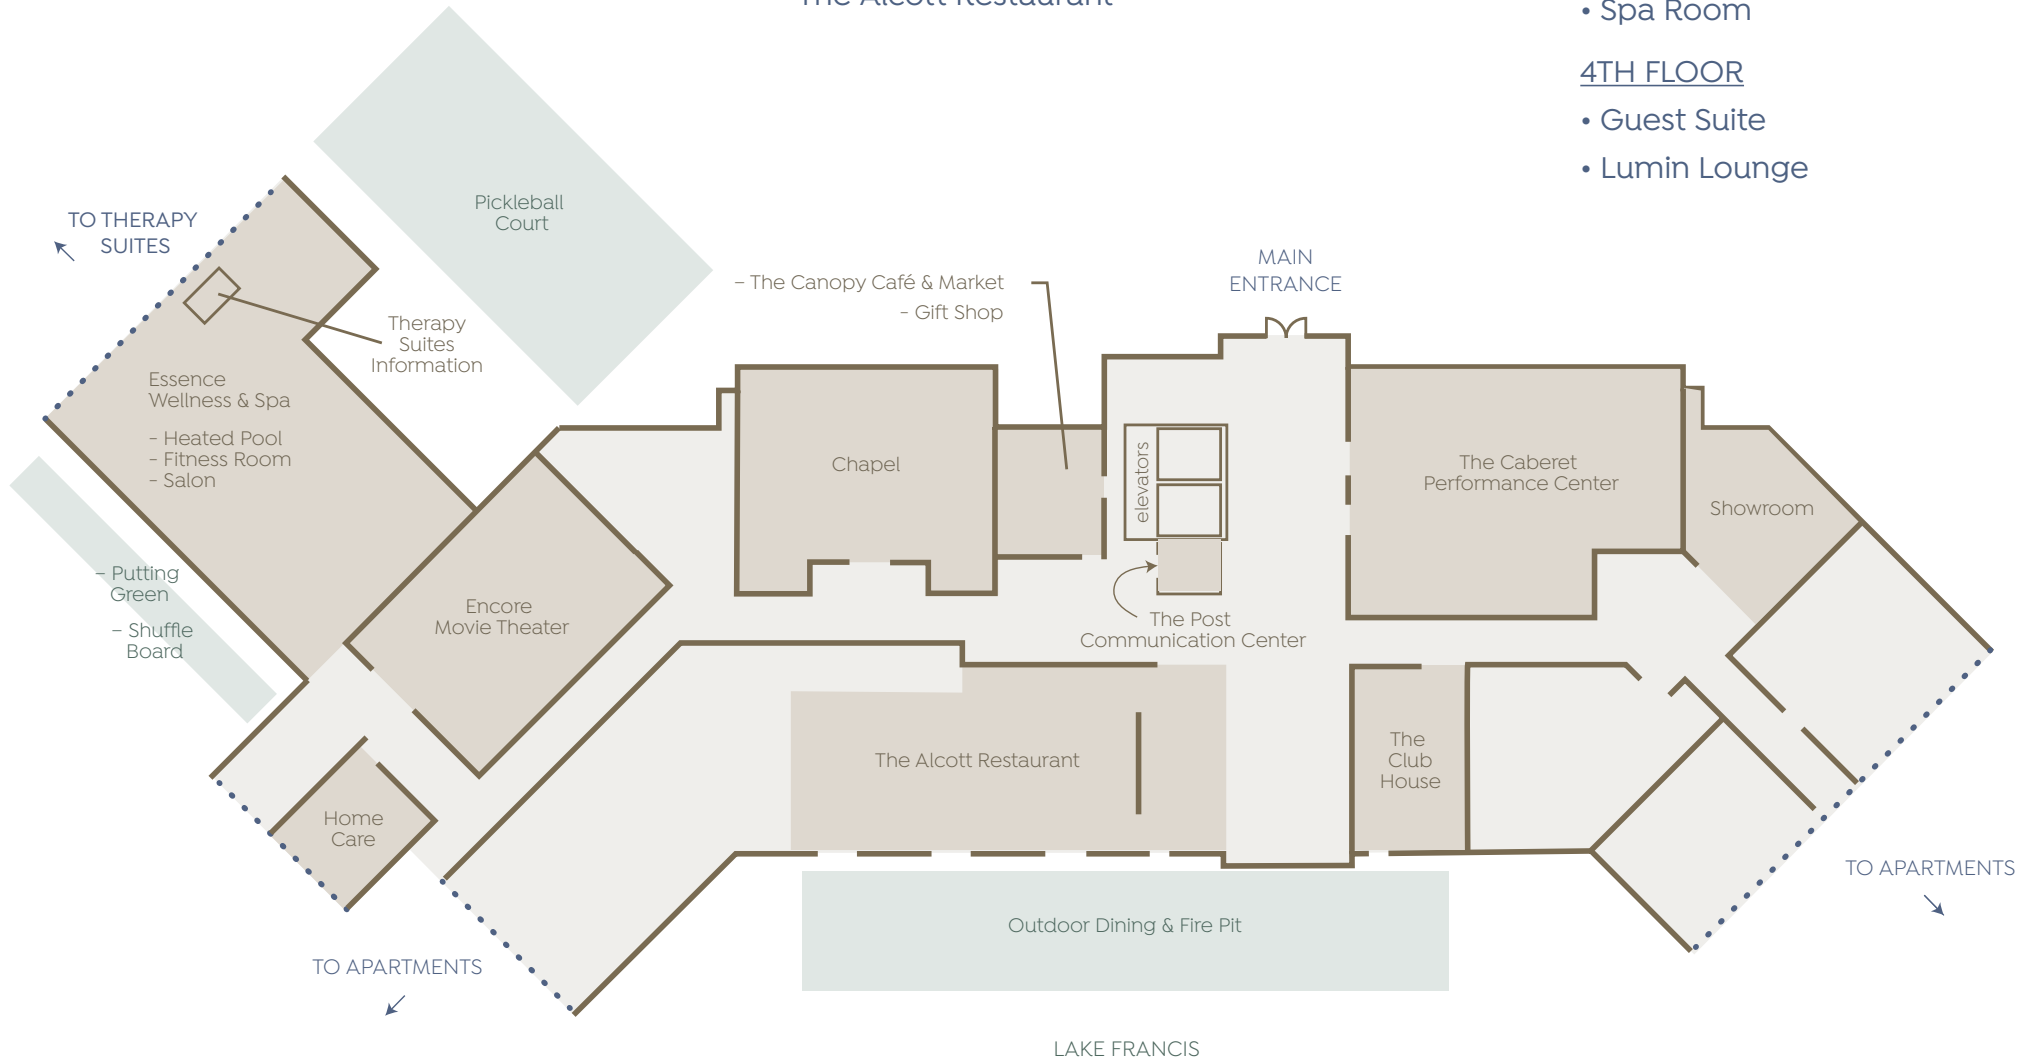 The Alcott Restaurant
• Spa Room
4TH FLOOR
• Guest Suite
• Lumin Lounge
Pickleball
Court
TO THERAPY
SUITES
MAIN
ENTRANCE
– The Canopy Café & Market
- Gift Shop
Therapy
Suites
Information
Essence
Wellness & Spa
- Heated Pool
- Fitness Room
- Salon
Chapel
elevators
The Caberet
Performance Center
Showroom
– Putting
Green
– Shuffle
Board
Encore
Movie Theater
The Post
Communication Center
The Alcott Restaurant
The
Club
House
Home
Care
TO APARTMENTS
Outdoor Dining & Fire Pit
TO APARTMENTS
LAKE FRANCIS